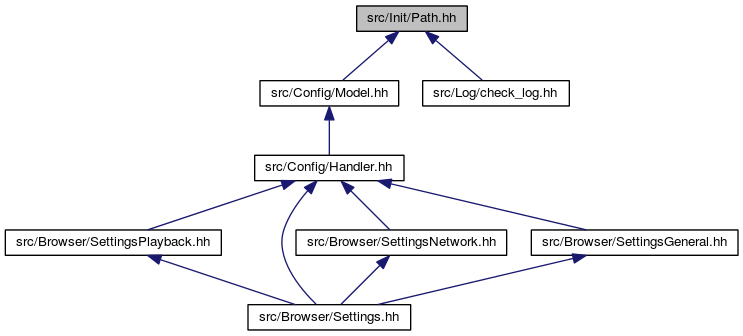 src/Init/Path.hh
src/Config/Model.hh
src/Log/check_log.hh
src/Config/Handler.hh
src/Browser/SettingsPlayback.hh
src/Browser/SettingsNetwork.hh
src/Browser/SettingsGeneral.hh
src/Browser/Settings.hh